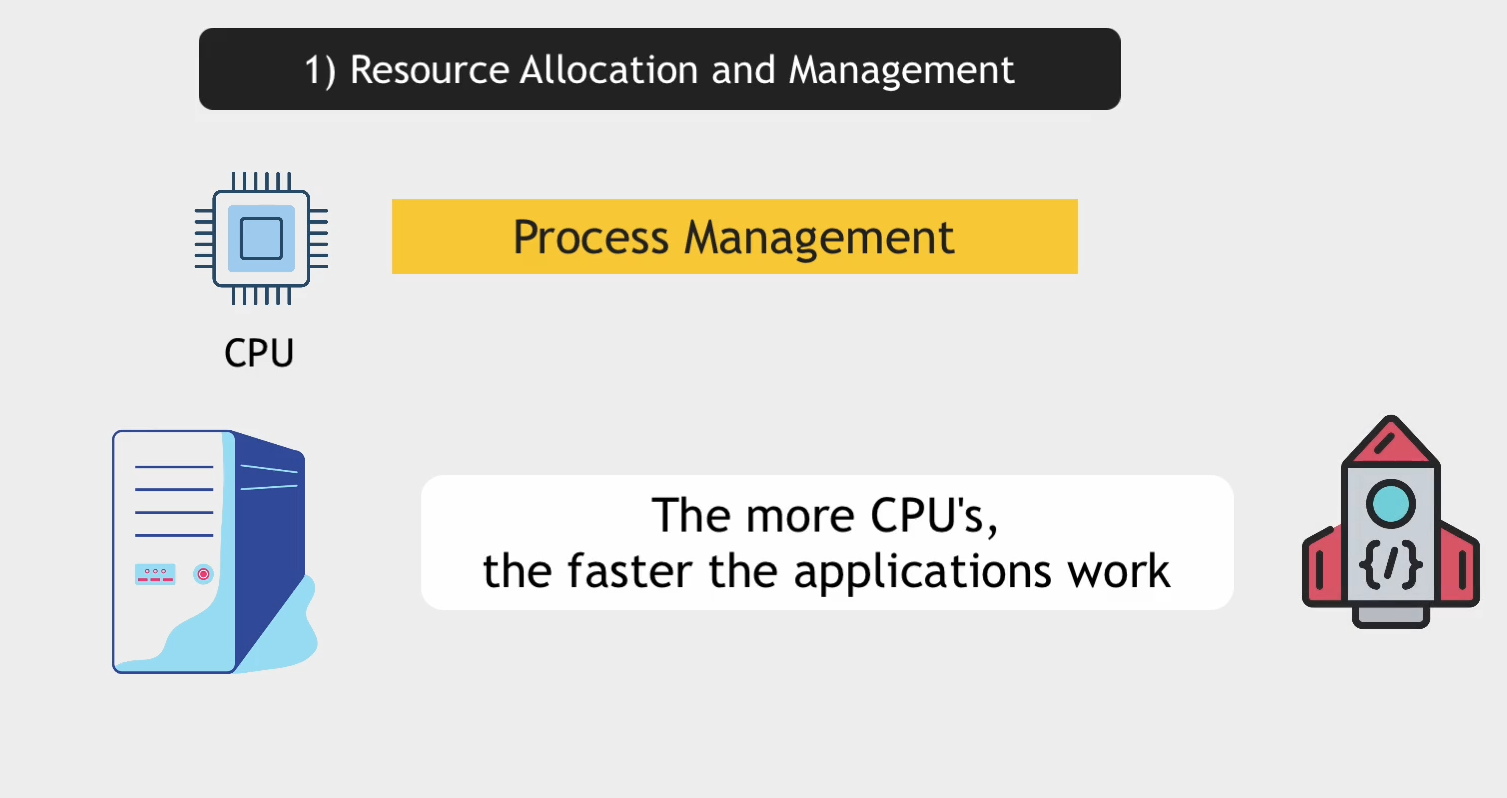 1) Resource Allocation and Management
Process Management
CPU
The more CPU's,
the faster the applications work
{/}